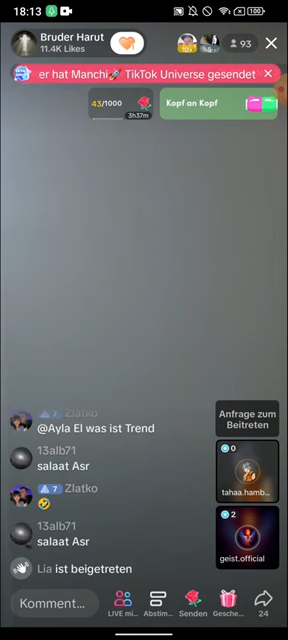 18:13
100
Bruder Harut
11.4K Likes
10+
93
er hat Manchi🚀 TikTok Universe gesendet
43/1000
3h37m
Kopf an Kopf
7 Zlatko
@Ayla El was ist Trend
13alb71
salaat Asr
7 Zlatko
🤣
13alb71
salaat Asr
Lia ist beigetreten
Anfrage zum
Beitreten
0
tahaa.hamb...
2
geist.official
Komment...
LIVE mi...
Abstim...
Senden
Gesche...
24